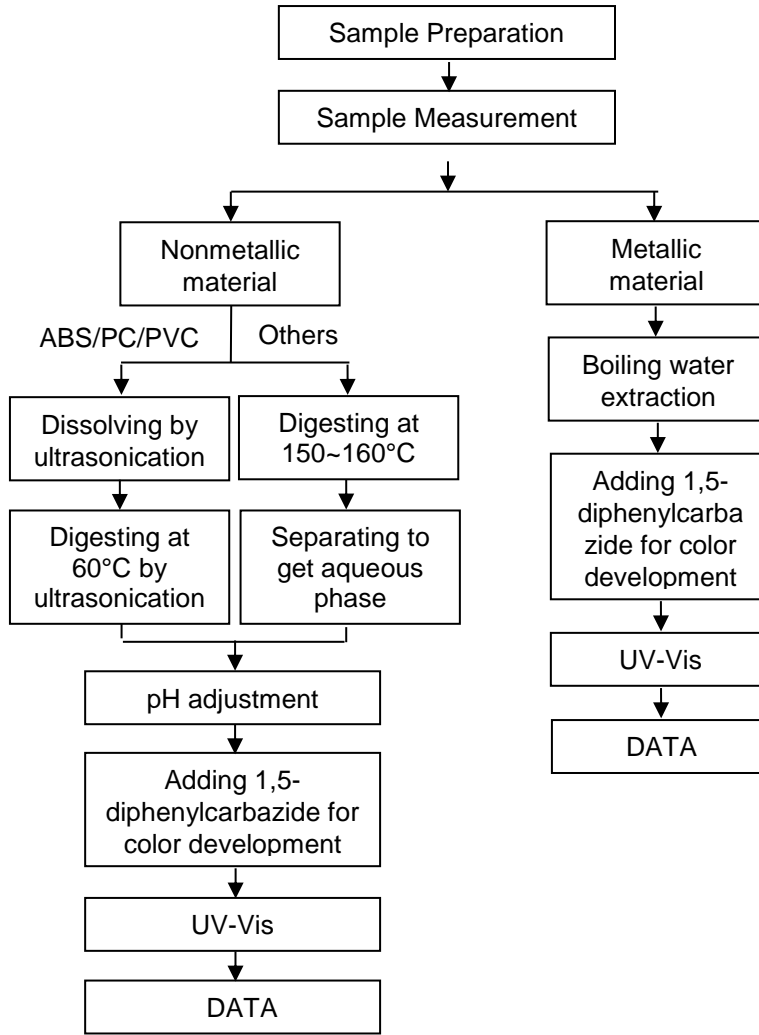 Sample Preparation
Sample Measurement
Nonmetallic
material
ABS/PC/PVC
Others
Dissolving by
ultrasonication
Digesting at
150~160°C
Digesting at
60°C by
ultrasonication
Separating to
get aqueous
phase
pH adjustment
Adding 1,5-
diphenylcarbazide for
color development
UV-Vis
DATA
Metallic
material
Boiling water
extraction
Adding 1,5-
diphenylcarba
zide for color
development
UV-Vis
DATA